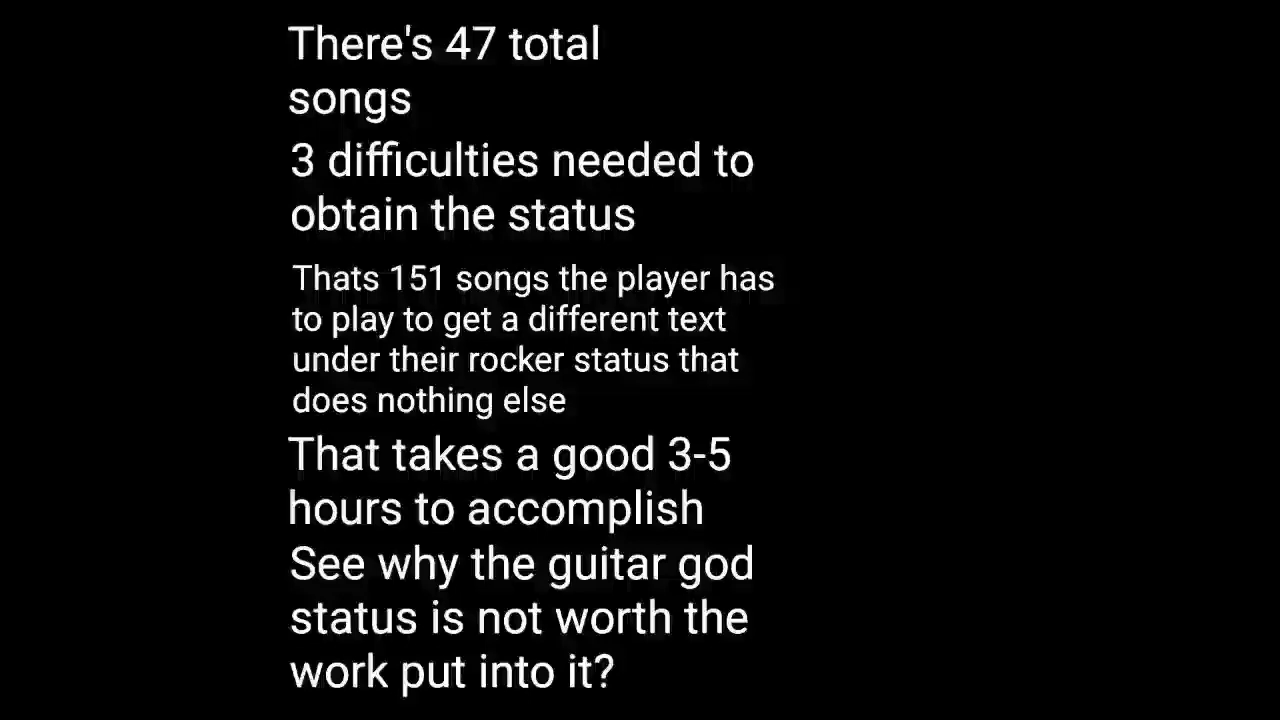 There's 47 total
songs
3 difficulties needed to
obtain the status
Thats 151 songs the player has
to play to get a different text
under their rocker status that
does nothing else
That takes a good 3-5
hours to accomplish
See why the guitar god
status is not worth the
work put into it?